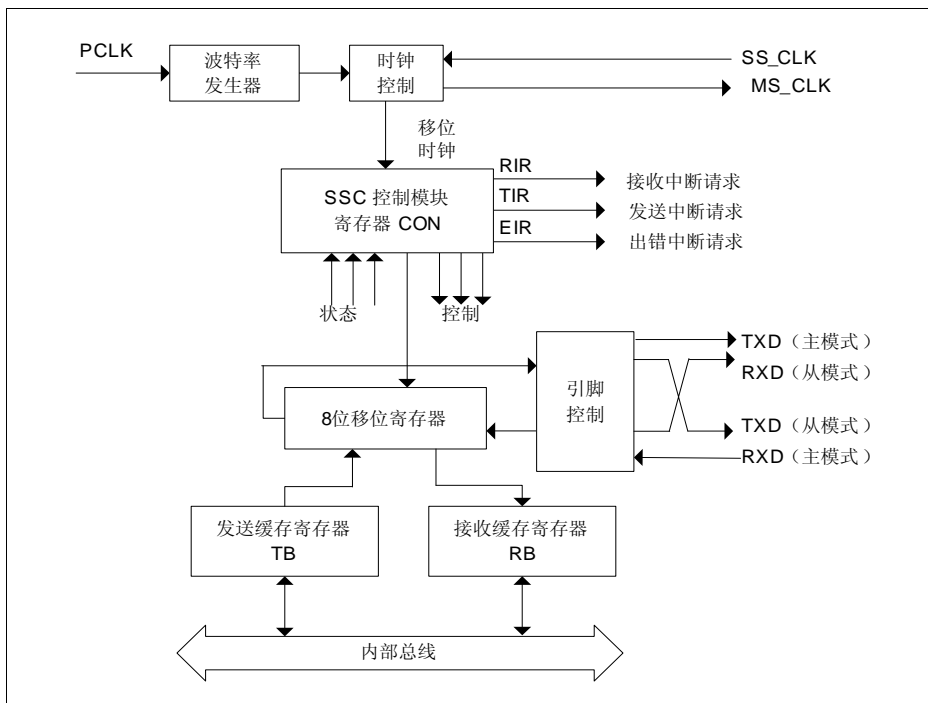 PCLK
波特率
发生器
时钟
控制
SS_CLK
MS_CLK
移位
时钟
SSC 控制模块
寄存器 CON
RIR
TIR
EIR
接收中断请求
发送中断请求
出错中断请求
状态
控制
8位移位寄存器
引脚
控制
TXD（主模式）
RXD（从模式）
TXD（从模式）
RXD（主模式）
发送缓存寄存器
TB
接收缓存寄存器
RB
内部总线